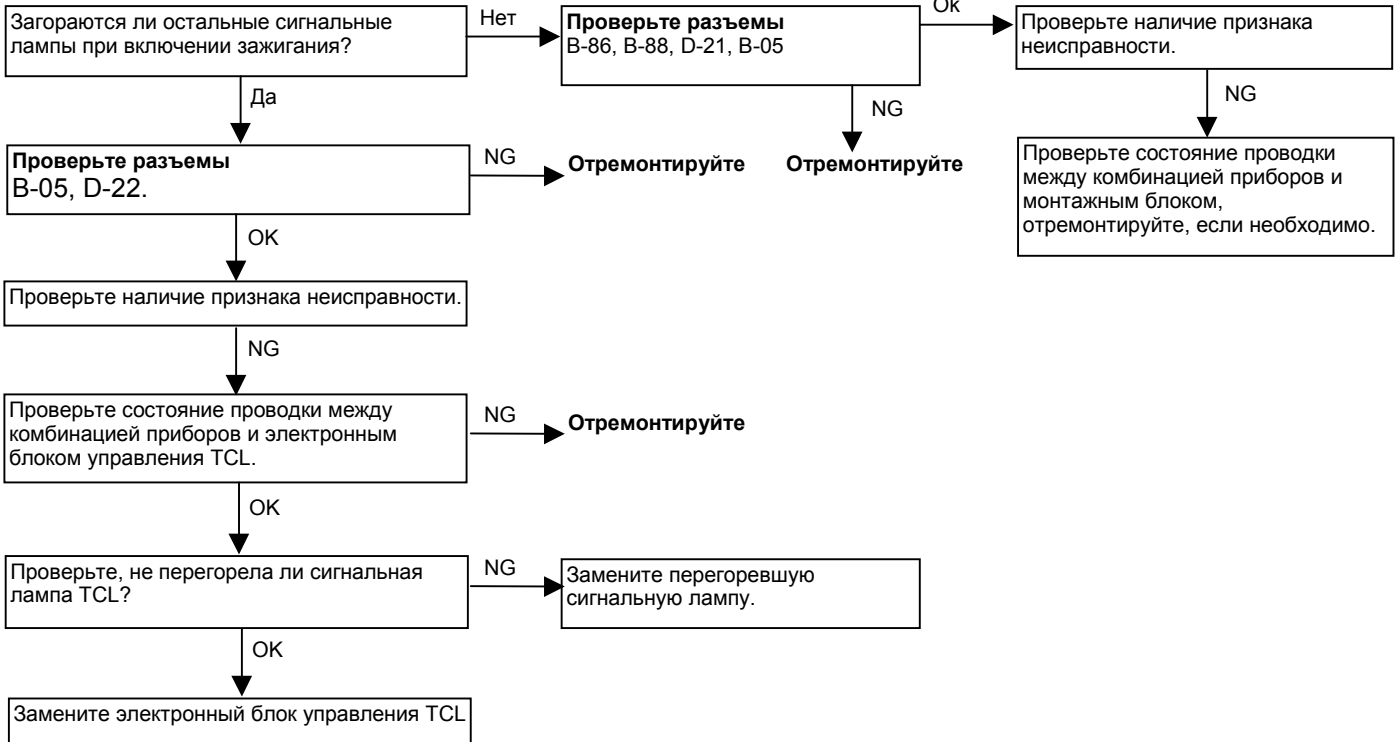 Загораются ли остальные сигнальные
лампы при включении зажигания?
Нет
Проверьте разъемы
B-86, B-88, D-21, B-05
Ok
Проверьте наличие признака
неисправности.
Да
NG
NG
Проверьте разъемы
B-05, D-22.
NG
Отремонтируйте
Отремонтируйте
Проверьте состояние проводки
между комбинацией приборов и
монтажным блоком,
отремонтируйте, если необходимо.
OK
Проверьте наличие признака неисправности.
NG
Проверьте состояние проводки между
комбинацией приборов и электронным
блоком управления TCL.
NG
Отремонтируйте
OK
Проверьте, не перегорела ли сигнальная
лампа TCL?
NG
Замените перегоревшую
сигнальную лампу.
OK
Замените электронный блок управления TCL